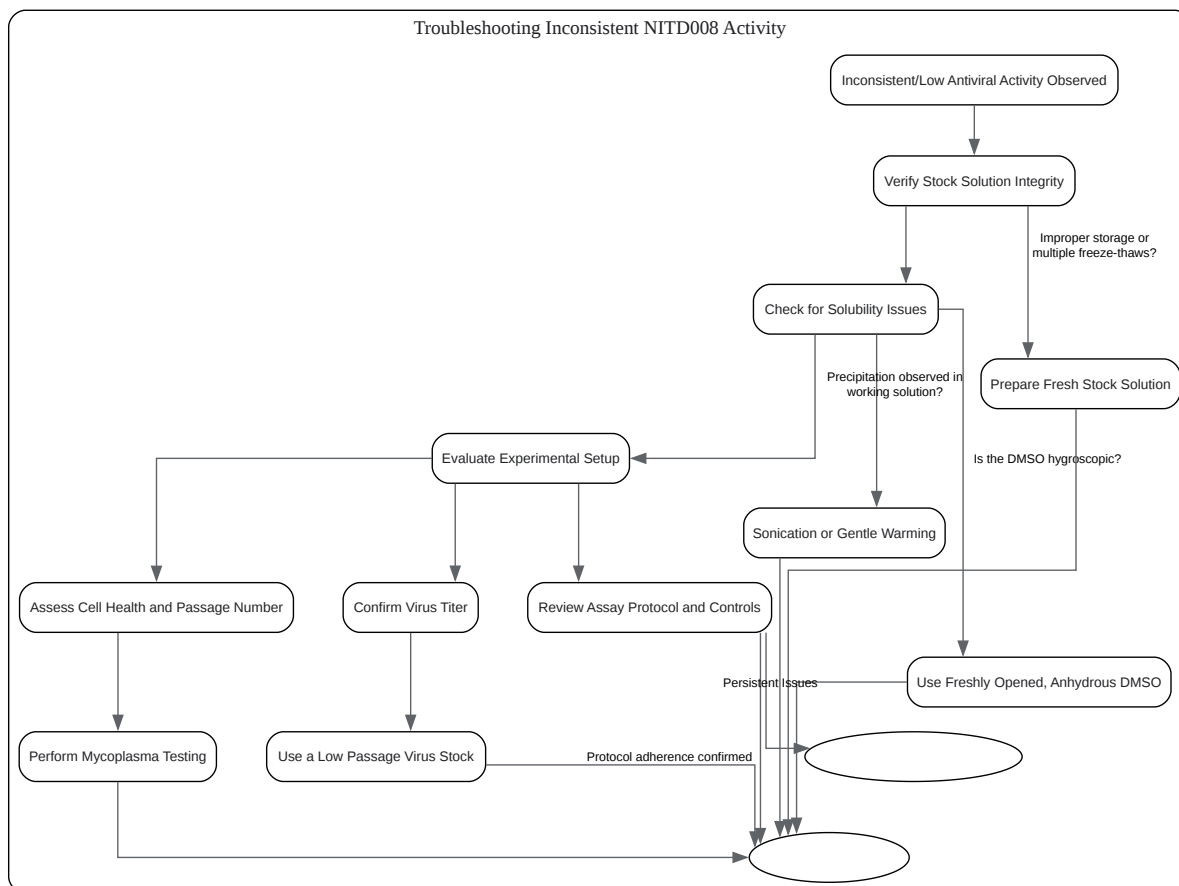 Troubleshooting Inconsistent NITD008 Activity
Inconsistent/Low Antiviral Activity Observed
Verify Stock Solution Integrity
Improper storage or
multiple freeze-thaws?
Check for Solubility Issues
Precipitation observed in
working solution?
Prepare Fresh Stock Solution
Evaluate Experimental Setup
Is the DMSO hygroscopic?
Sonication or Gentle Warming
Assess Cell Health and Passage Number
Confirm Virus Titer
Review Assay Protocol and Controls
Persistent Issues
Use Freshly Opened, Anhydrous DMSO
Perform Mycoplasma Testing
Use a Low Passage Virus Stock
Protocol adherence confirmed